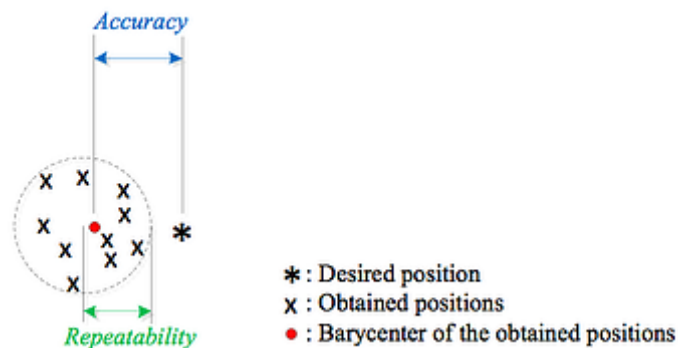 Accuracy
X X X
X
X
X
X X
X
X
*
Repeatability
* : Desired position
X : Obtained positions
● : Barycenter of the obtained positions